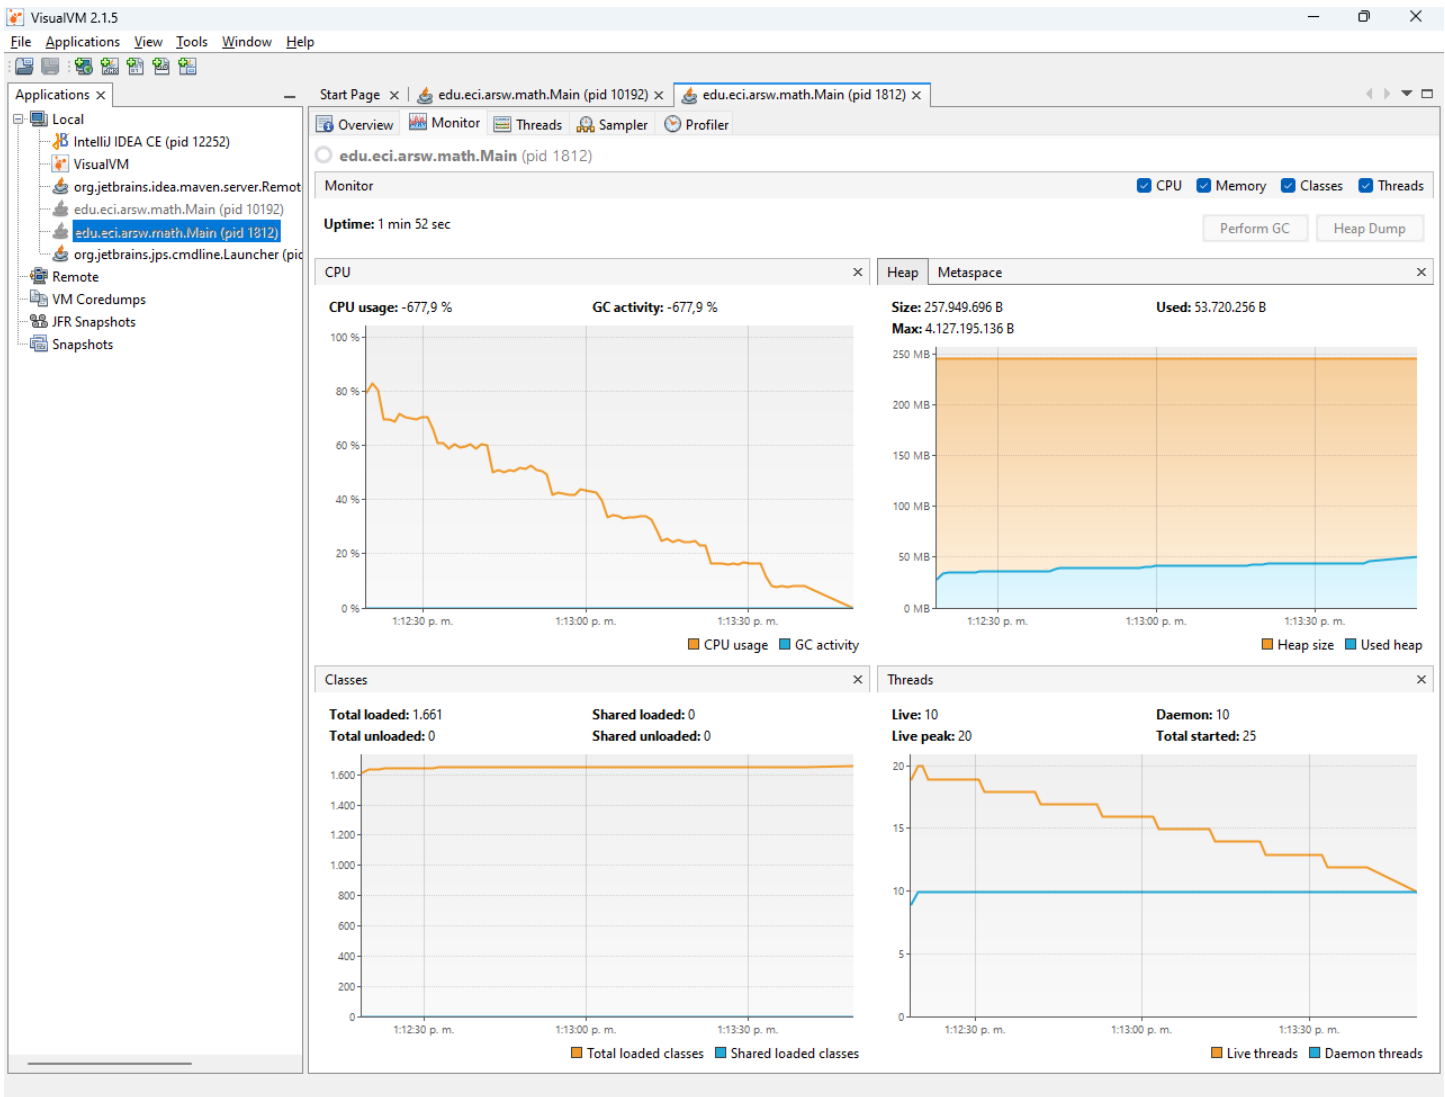 VisualVM 2.1.5
File Applications View Tools Window Help
Applications
Local
IntelliJ IDEA CE (pid 12252)
VisualVM
org.jetbrains.idea.maven.server.Remot
edu.eci.arsw.math.Main (pid 10192)
edu.eci.arsw.math.Main (pid 1812)
org.jetbrains.jps.cmdline.Launcher (pid
Remote
VM Coredumps
JFR Snapshots
Snapshots
Start Page edu.eci.arsw.math.Main (pid 10192) edu.eci.arsw.math.Main (pid 1812)
Overview Monitor Threads Sampler Profiler
edu.eci.arsw.math.Main (pid 1812)
Monitor CPU Memory Classes Threads
Uptime: 1 min 52 sec Perform GC Heap Dump
CPU
CPU usage: -677,9 % GC activity: -677,9 %
100 %
80 %
60 %
40 %
20 %
0 %
1:12:30 p. m. 1:13:00 p. m. 1:13:30 p. m.
CPU usage GC activity
Heap Metaspace
Size: 257.949.696 B Used: 53.720.256 B
Max: 4.127.195.136 B
250 MB
200 MB
150 MB
100 MB
50 MB
0 MB
1:12:30 p. m. 1:13:00 p. m. 1:13:30 p. m.
Heap size Used heap
Classes
Total loaded: 1.661 Shared loaded: 0
Total unloaded: 0 Shared unloaded: 0
1.600
1.400
1.200
1.000
800
600
400
200
0
1:12:30 p. m. 1:13:00 p. m. 1:13:30 p. m.
Total loaded classes Shared loaded classes
Threads
Live: 10 Daemon: 10
Live peak: 20 Total started: 25
20
15
10
5
0
1:12:30 p. m. 1:13:00 p. m. 1:13:30 p. m.
Live threads Daemon threads